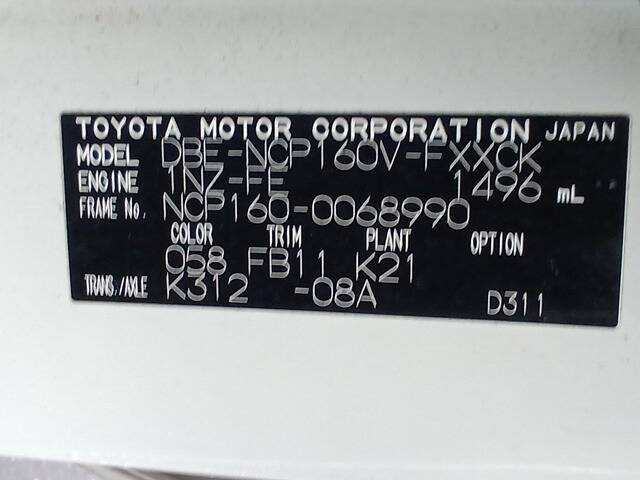 TOYOTA MOTOR CORPORATION JAPAN
MODEL DBE-NCP160V-FXXCK
ENGINE 1NZ-FE 1496 mL
FRAME No. NCP160-0068990
COLOR TRIM PLANT OPTION
058 FB11 K21
TRANS./AXLE K312 -08A D311